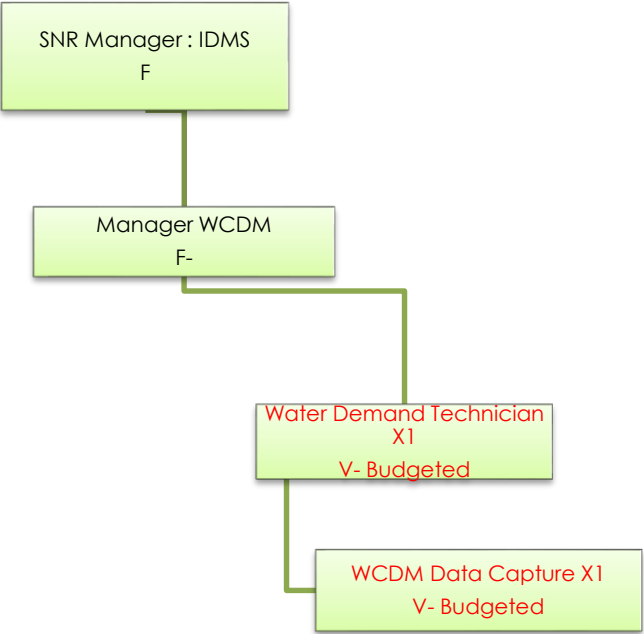 SNR Manager : IDMS
F
Manager WCDM
F-
Water Demand Technician
X1
V- Budgeted
WCDM Data Capture X1
V- Budgeted